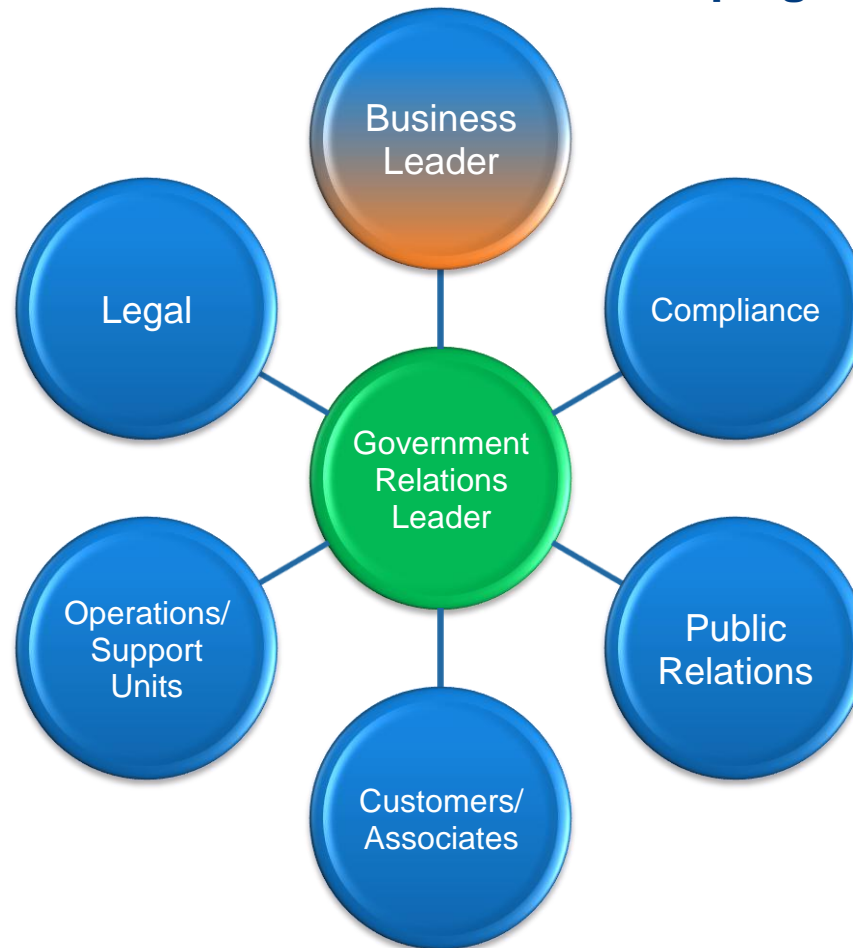 Business
Leader
Legal
Compliance
Government
Relations
Leader
Operations/
Support
Units
Public
Relations
Customers/
Associates